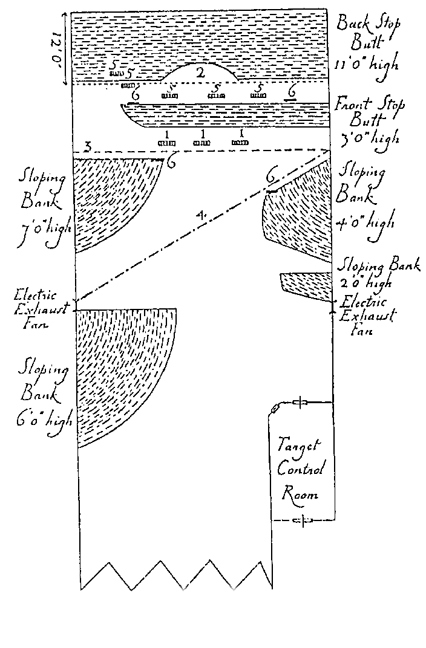 12'0"
Back Stop
Butt
11'0" high
5
5
2
6
5
5
6
Front Stop
Butt
3'0" high
1
1
1
3
6
Sloping
Bank
7'0" high
6
Sloping
Bank
4'0" high
4.
Sloping Bank
2'0" high
Electric
Exhaust
Fan
Electric
Exhaust
Fan
Sloping
Bank
6'0" high
Target
Control
Room